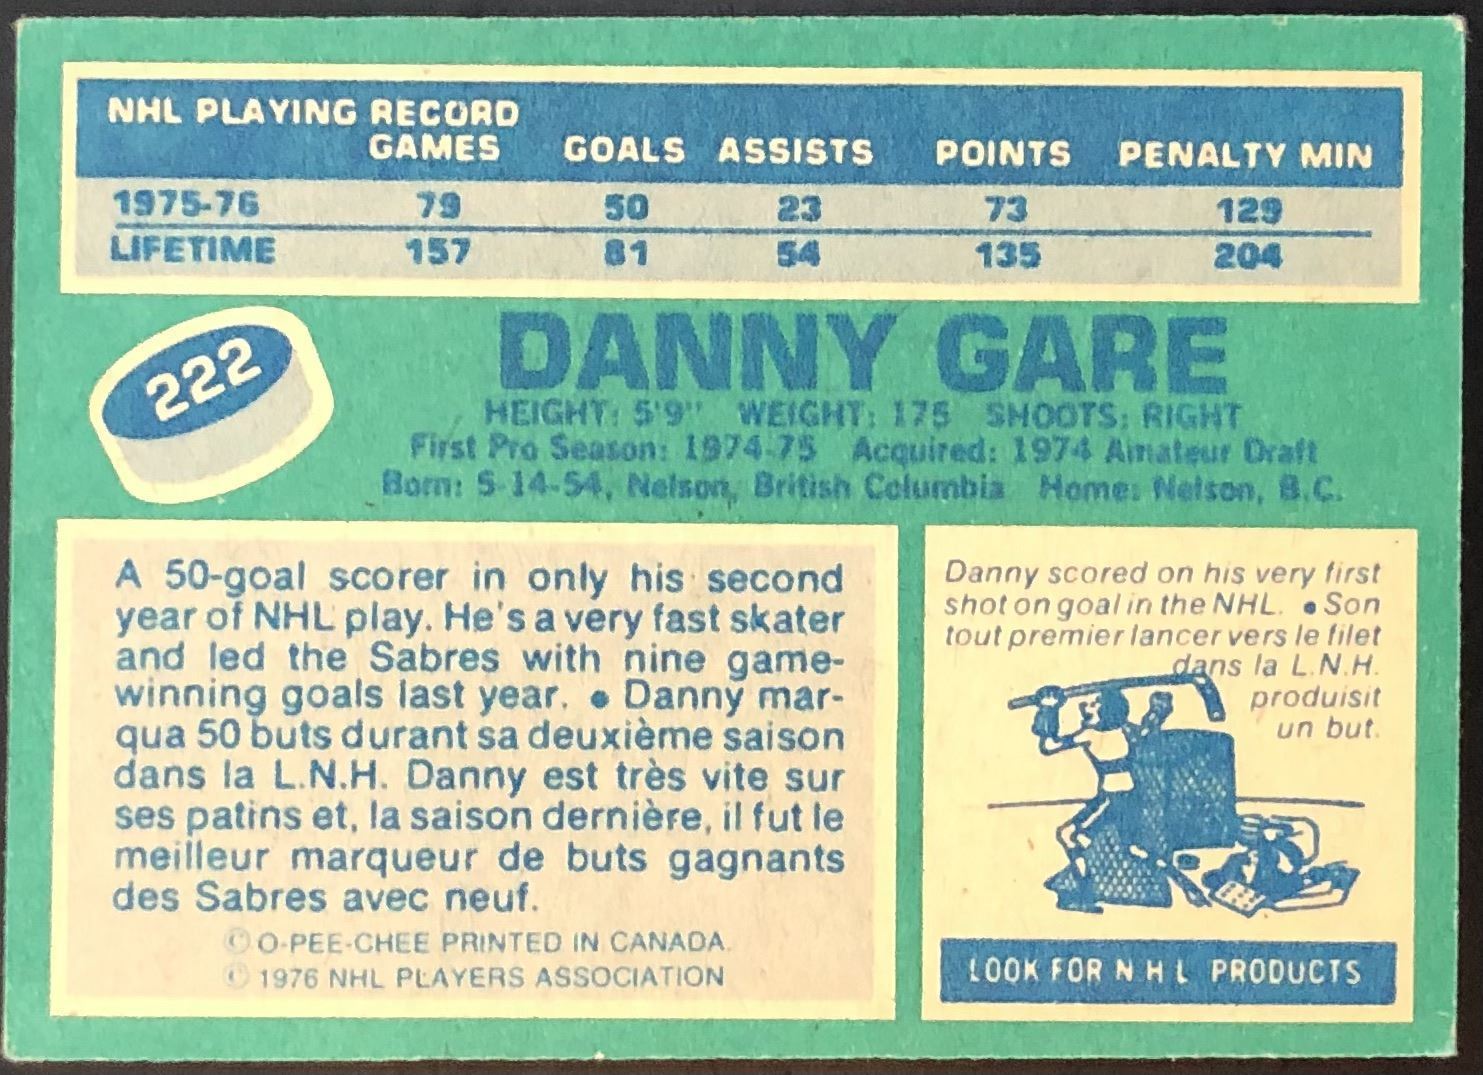 NHL PLAYING RECORD
GAMES GOALS ASSISTS POINTS PENALTY MIN
1975-76 79 50 23 73 129
LIFETIME 157 81 54 135 204
222
DANNY GARE
HEIGHT: 5'9" WEIGHT: 175 SHOOTS: RIGHT
First Pro Season: 1974-75 Acquired: 1974 Amateur Draft
Born: 5-14-54, Nelson, British Columbia Home: Nelson, B.C.
A 50-goal scorer in only his second
year of NHL play. He's a very fast skater
and led the Sabres with nine game-
winning goals last year. • Danny mar-
qua 50 buts durant sa deuxième saison
dans la L.N.H. Danny est très vite sur
ses patins et, la saison dernière, il fut le
meilleur marqueur de buts gagnants
des Sabres avec neuf.
© O-PEE-CHEE PRINTED IN CANADA.
© 1976 NHL PLAYERS ASSOCIATION
Danny scored on his very first
shot on goal in the NHL. • Son
tout premier lancer vers le filet
dans la L.N.H.
produisit
un but.
LOOK FOR N H L PRODUCTS